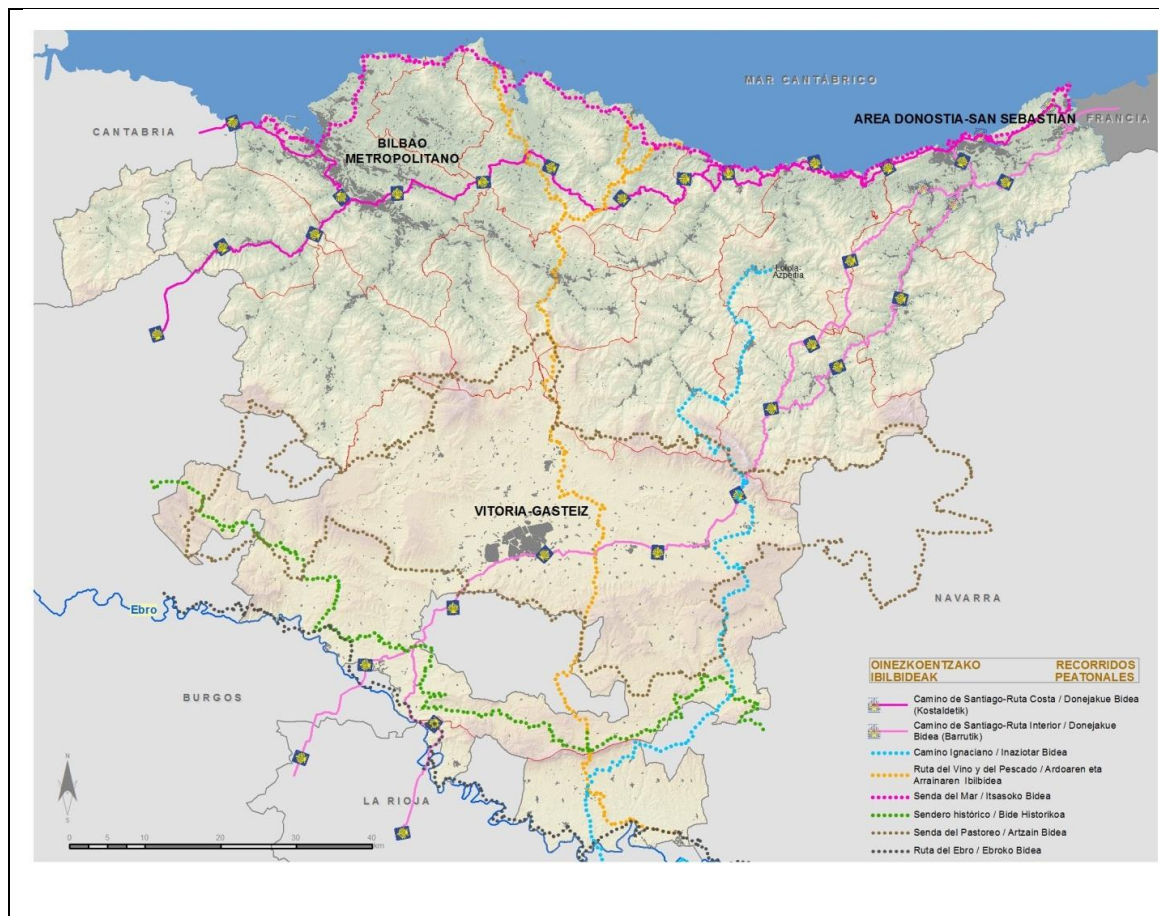 MAR CANTÁBRICO
AREA DONOSTIA-SAN SEBASTIÁN
FRANCIA
CANTABRIA
BILBAO
METROPOLITANO
Loiola-
Azpeitia
VITORIA-GASTEIZ
Ebro
NAVARRA
BURGOS
LA RIOJA
N
S
0 5 10 20 30 40
km
OINEZKOENTZAKO IBILBIDEAK
RECORRIDOS PEATONALES
Camino de Santiago-Ruta Costa / Donejakue Bidea
(Kostaldetik)
Camino de Santiago-Ruta Interior / Donejakue
Bidea (Barrutik)
Camino Ignaciano / Inaziotar Bidea
Ruta del Vino y del Pescado / Ardoaren eta
Arrainaren Ibilbidea
Senda del Mar / Itsasoko Bidea
Sendero histórico / Bide Historikoa
Senda del Pastoreo / Artzain Bidea
Ruta del Ebro / Ebroko Bidea